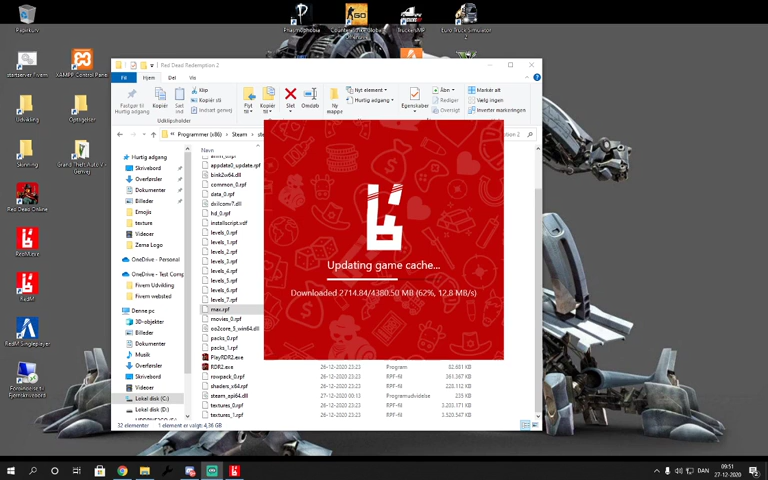 Papirkurv
Phasmophobia
Counter-Strike Global Offensive
TruckersMP
Euro Truck Simulator 2
startserver Fivem
XAMPP Control Panel
Udvikling
Optagelser
Skinning
Grand Theft Auto V - Genvej
Red Dead Online
RedM.exe
RedM
RedM Singleplayer
Forbindelse til Fjernskrivebord
Red Dead Redemption 2
Fil
Hjem
Del
Vis
Fastgør til Hurtig adgang
Kopiér
Sæt ind
Klip
Kopiér sti
Indsæt genvej
Udklipsholder
Flyt til
Kopiér til
Slet
Omdøb
Ny mappe
Nyt element
Hurtig adgang
Egenskaber
Åbn
Rediger
Oversigt
Markér alt
Vælg ingen
Inverter markeringen
Programmer (x86)
Steam
Navn
Hurtig adgang
Skrivebord
Overførsler
Dokumenter
Billeder
Emojis
texture
Videoer
Zema Logo
OneDrive - Personal
OneDrive - Test Comp
Fivem Udvikling
Fivem websted
Denne pc
3D-objekter
Billeder
Dokumenter
Musik
Overførsler
Skrivebord
Videoer
Lokal disk (C:)
Lokal disk (D:)
appdata0_update.rpf
bink2w64.dll
common_0.rpf
data_0.rpf
dxilconv7.dll
hd_0.rpf
installscript.vdf
levels_0.rpf
levels_1.rpf
levels_2.rpf
levels_3.rpf
levels_4.rpf
levels_5.rpf
levels_6.rpf
levels_7.rpf
max.rpf
movies_0.rpf
oo2core_5_win64.dll
packs_0.rpf
packs_1.rpf
PlayRDR2.exe
RDR2.exe 26-12-2020 23:23 Program 82.661 KB
rowpack_0.rpf 26-12-2020 23:23 RPF-fil 361.367 KB
shaders_x64.rpf 26-12-2020 23:23 RPF-fil 228.112 KB
steam_api64.dll 27-12-2020 00:13 Programudvidelse 235 KB
textures_0.rpf 26-12-2020 23:23 RPF-fil 3.203.171 KB
textures_1.rpf 26-12-2020 23:23 RPF-fil 3.520.547 KB
Updating game cache...
Downloaded 2714.84/4380.50 MB (62%, 12.8 MB/s)
32 elementer
1 element er valgt: 4,36 GB
DAN
09:51
27-12-2020